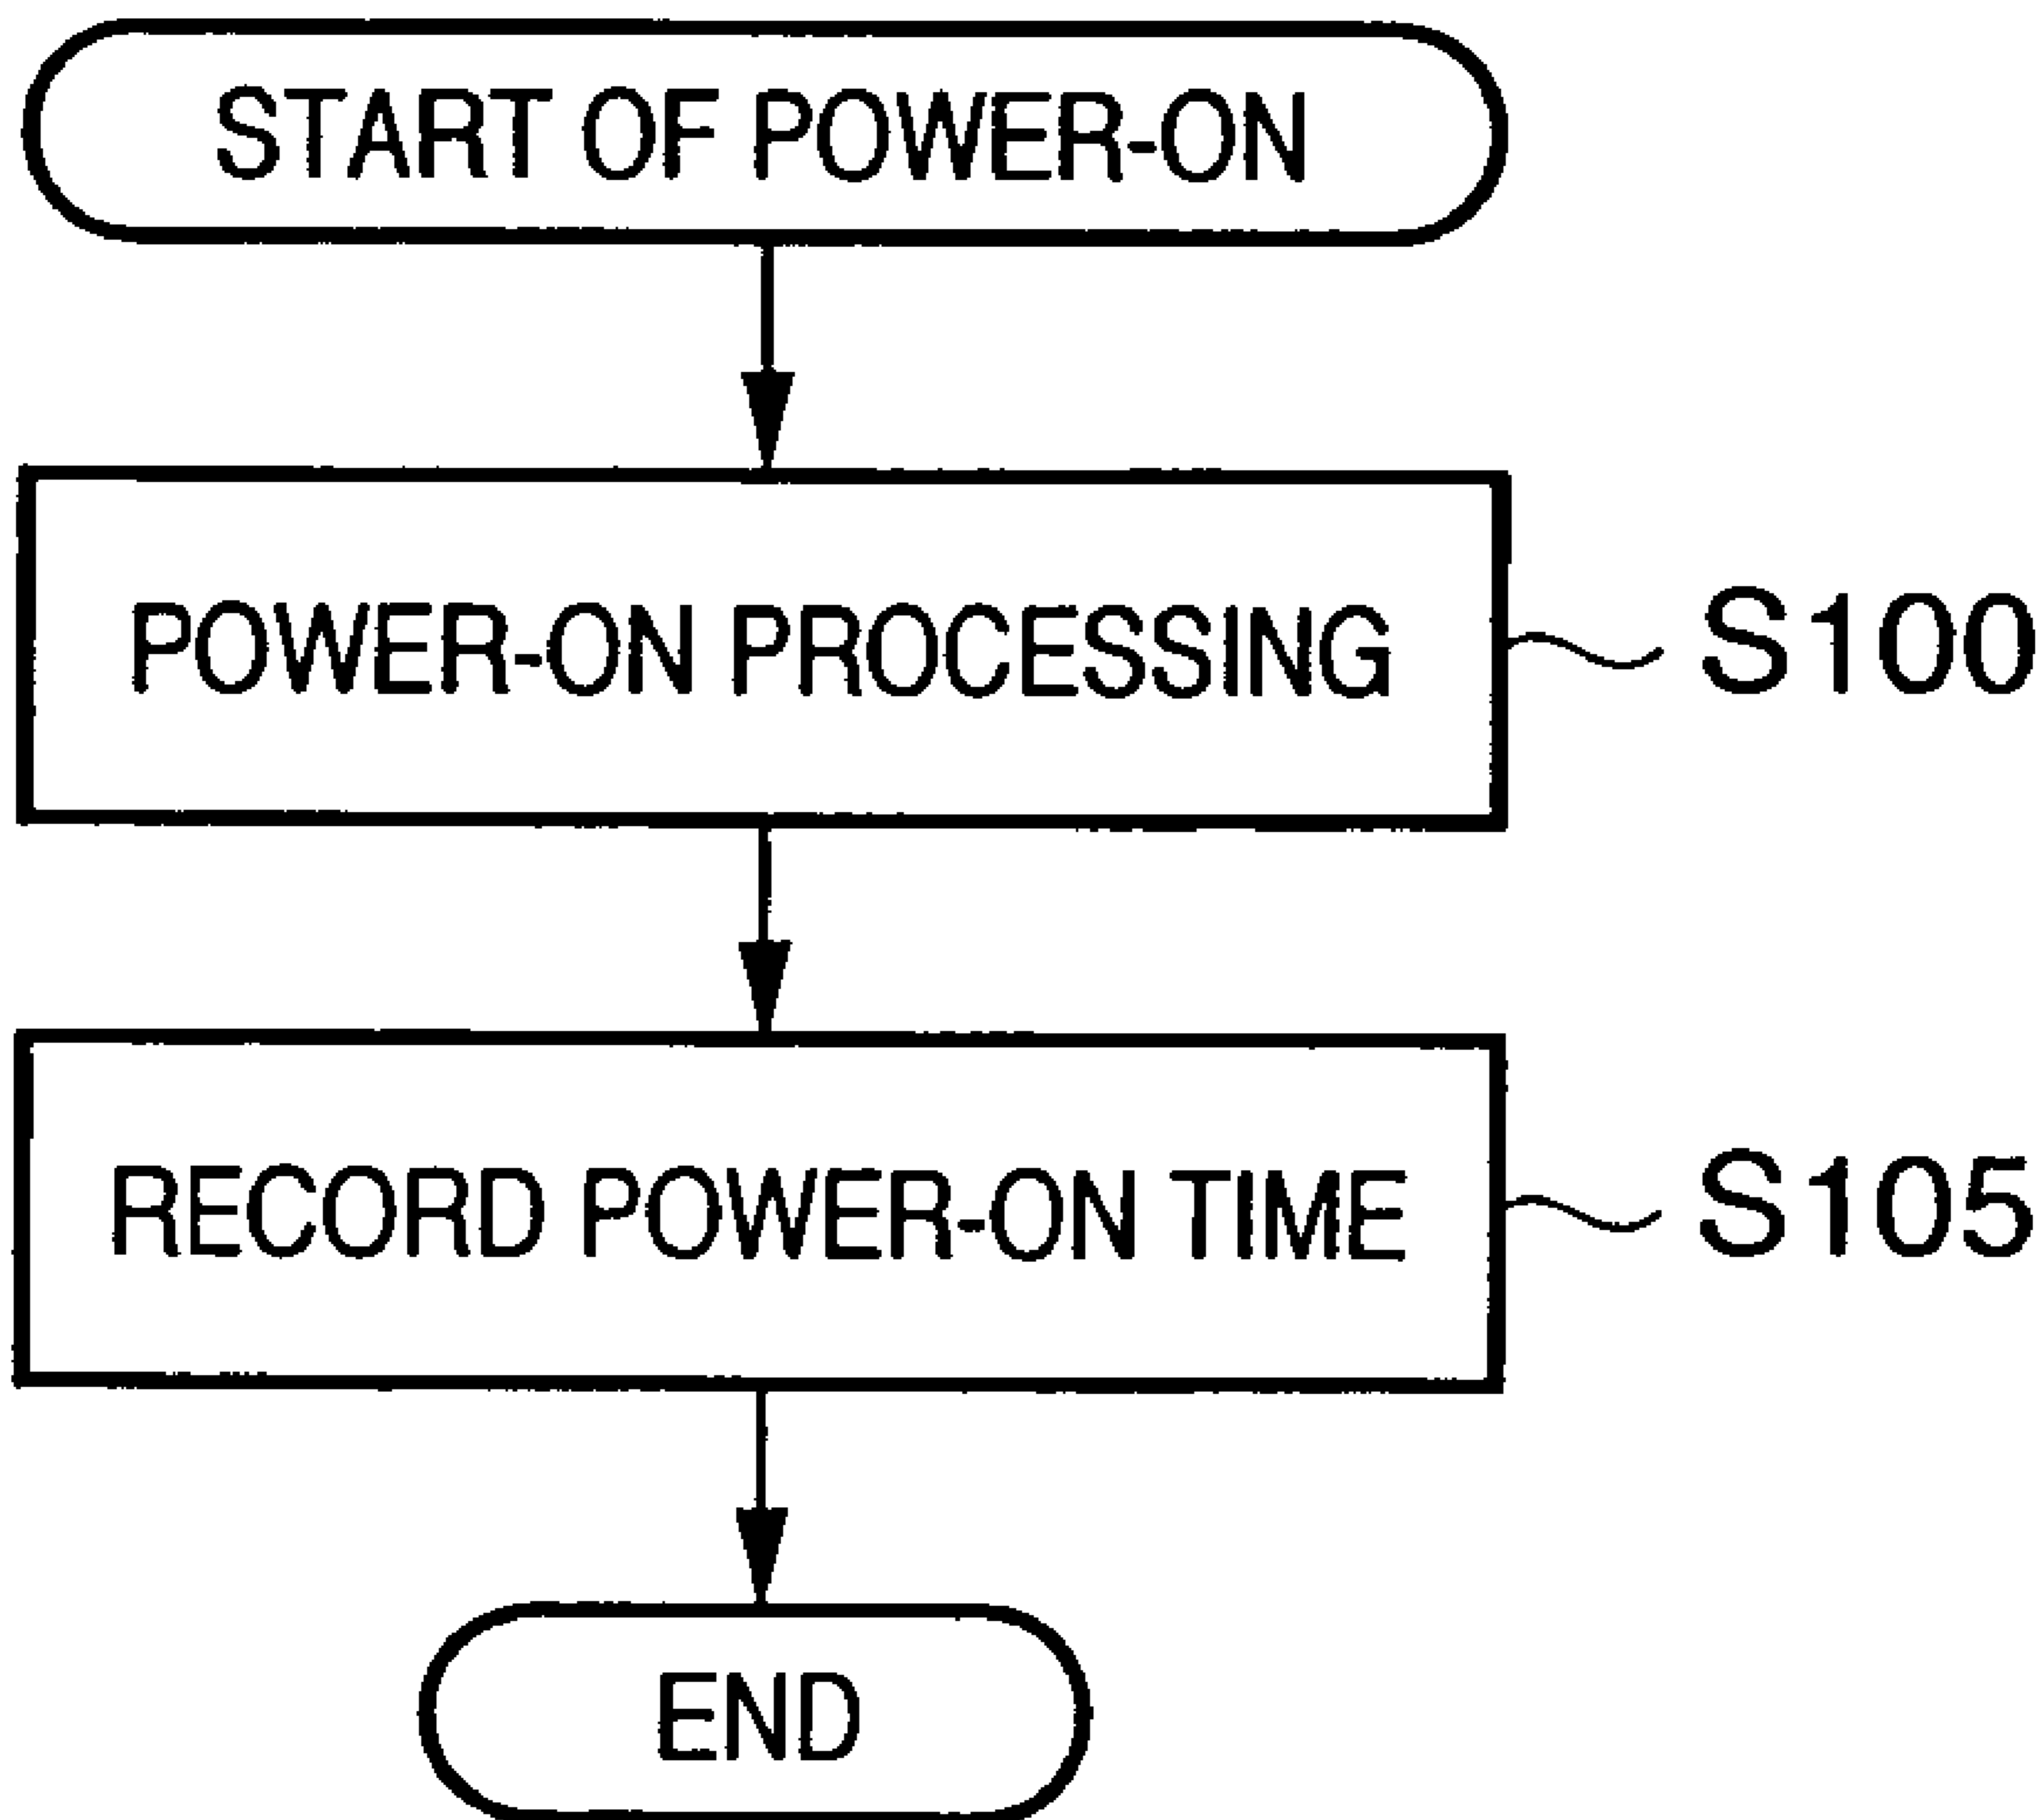 START OF POWER-ON
POWER-ON PROCESSING S100
RECORD POWER-ON TIME S105
END